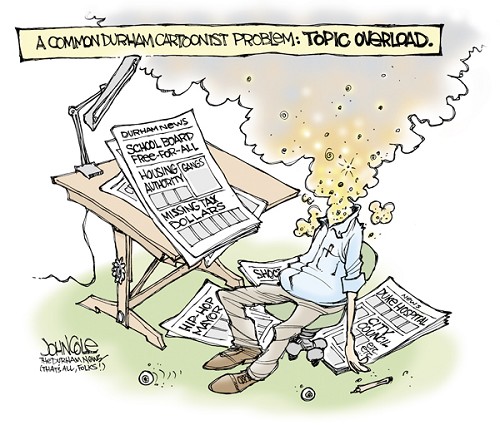 A COMMON DURHAM CARTOONIST PROBLEM: TOPIC OVERLOAD.
DURHAM NEWS
SCHOOL BOARD
FREE-FOR-ALL
HOUSING
AUTHORITY
GANGS
MISSING TAX
DOLLARS
HIP-HOP
MAYOR
NEWS
DUKE HOSPITAL
CITY
COUNCIL
JOHN COLE
THE DURHAM NEWS
(THAT'S ALL, FOLKS!)